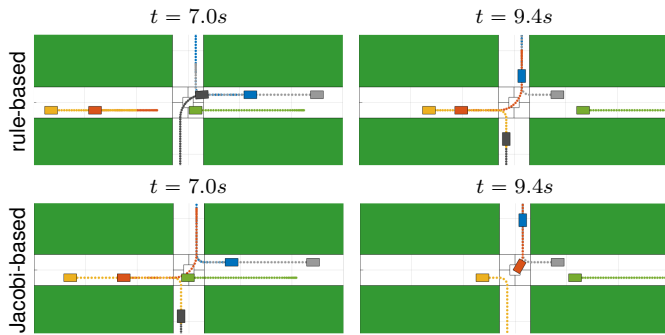 t = 7.0s
t = 9.4s
rule-based
t = 7.0s
t = 9.4s
Jacobi-based